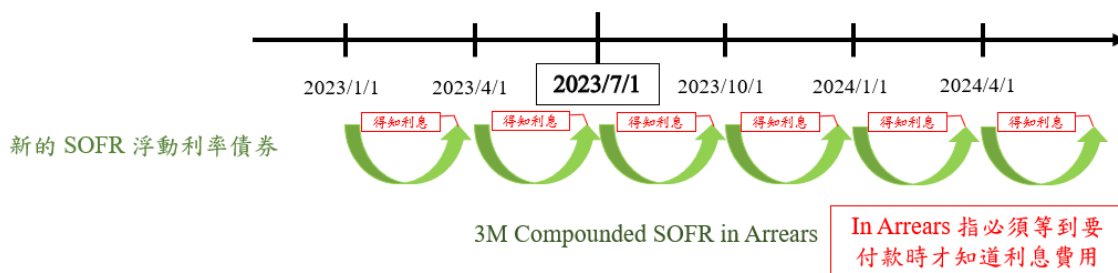 2023/1/1
2023/4/1
2023/7/1
2023/10/1
2024/1/1
2024/4/1
得知利息
得知利息
得知利息
得知利息
得知利息
得知利息
新的 SOFR 浮動利率債券
3M Compounded SOFR in Arrears
In Arrears 指必須等到要
付款時才知道利息費用